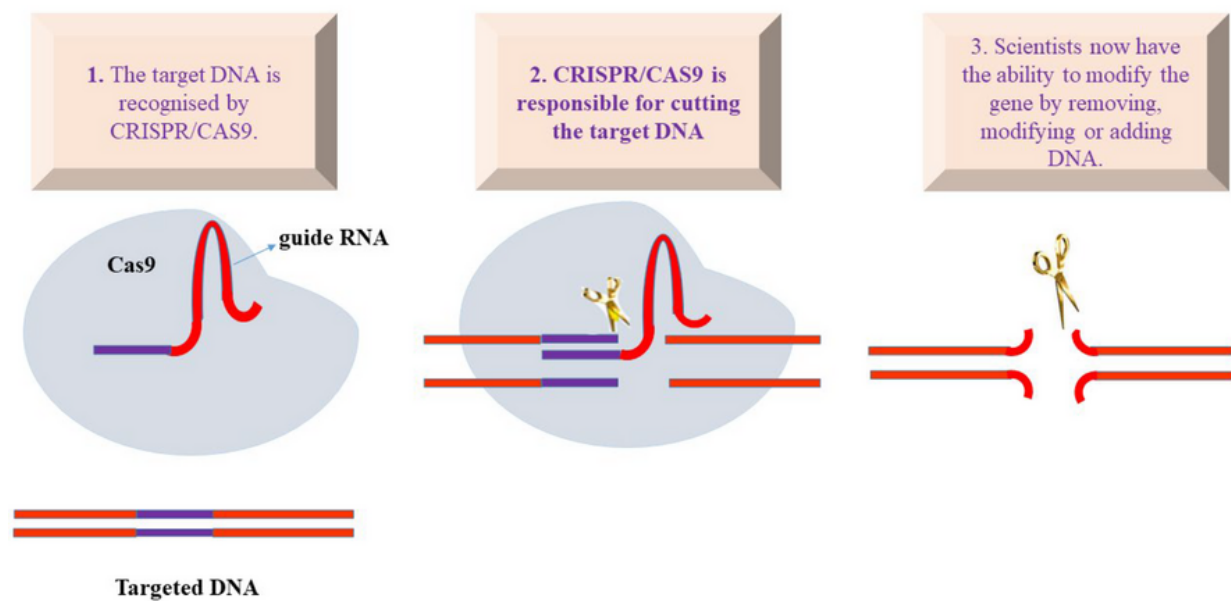 1. The target DNA is
recognised by
CRISPR/CAS9.
2. CRISPR/CAS9 is
responsible for cutting
the target DNA
3. Scientists now have
the ability to modify the
gene by removing,
modifying or adding
DNA.
guide RNA
Cas9
Targeted DNA